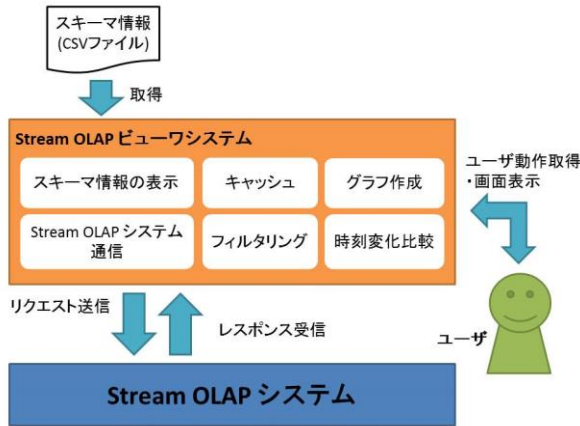 スキーマ情報
(CSVファイル)
取得
Stream OLAP ビューワシステム
スキーマ情報の表示
キャッシュ
グラフ作成
Stream OLAP システム
通信
フィルタリング
時刻変化比較
ユーザ動作取得
・画面表示
リクエスト送信
レスポンス受信
ユーザ
Stream OLAP システム